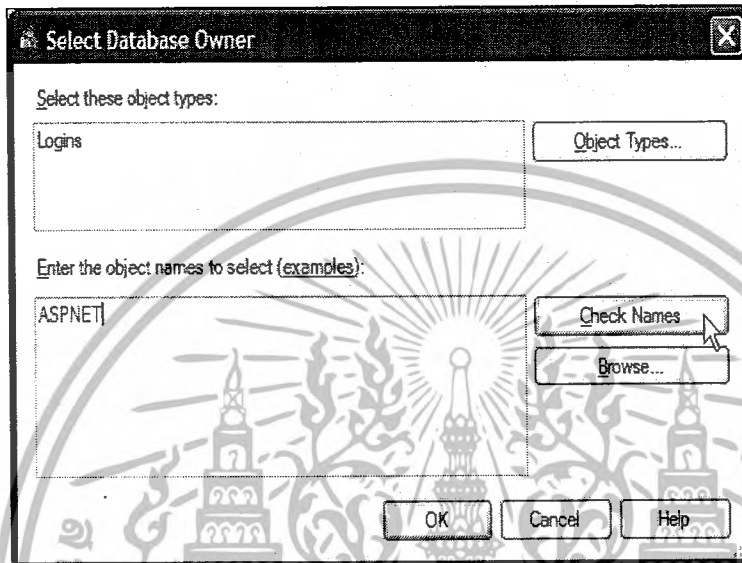 Select Database Owner
Select these object types:
Logins
Object Types...
Enter the object names to select (examples):
ASPNET
Check Names
Browse...
OK
Cancel
Help